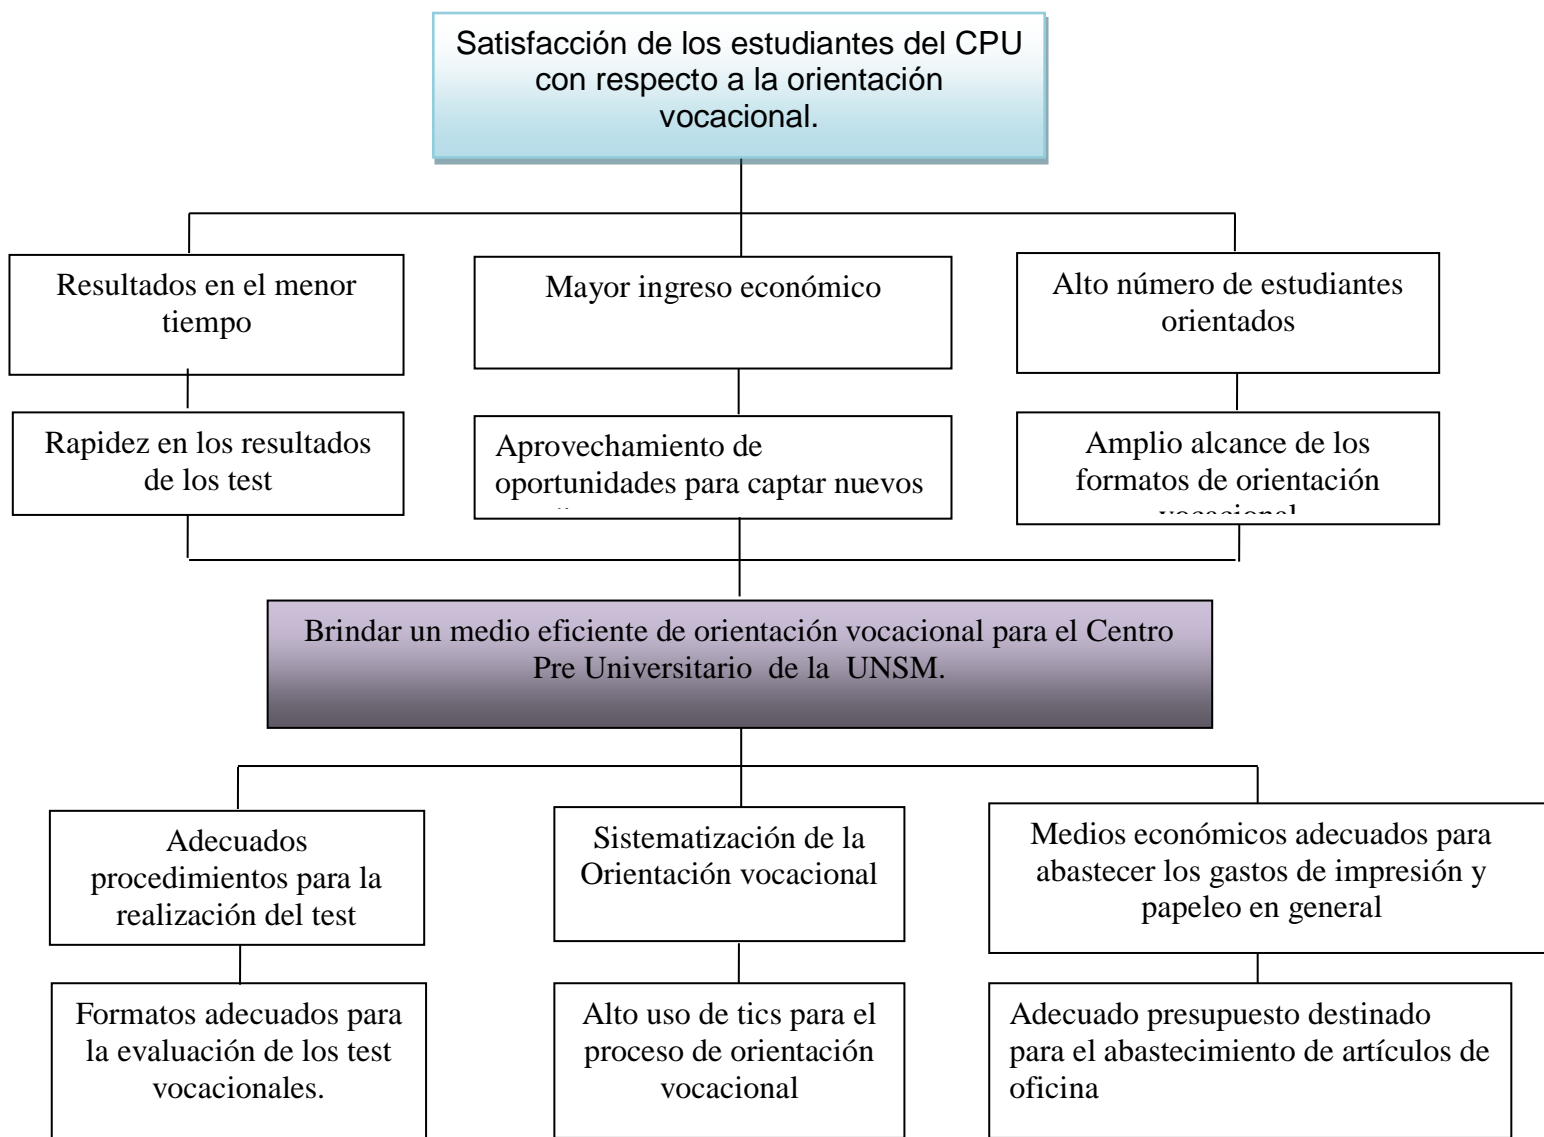 Satisfacción de los estudiantes del CPU
con respecto a la orientación
vocacional.
Resultados en el menor
tiempo
Mayor ingreso económico
Alto número de estudiantes
orientados
Rapidez en los resultados
de los test
Aprovechamiento de
oportunidades para captar nuevos
Amplio alcance de los
formatos de orientación
vocacional
Brindar un medio eficiente de orientación vocacional para el Centro
Pre Universitario de la UNSM.
Adecuados
procedimientos para la
realización del test
Sistematización de la
Orientación vocacional
Medios económicos adecuados para
abastecer los gastos de impresión y
papeleo en general
Formatos adecuados para
la evaluación de los test
vocacionales.
Alto uso de tics para el
proceso de orientación
vocacional
Adecuado presupuesto destinado
para el abastecimiento de artículos de
oficina